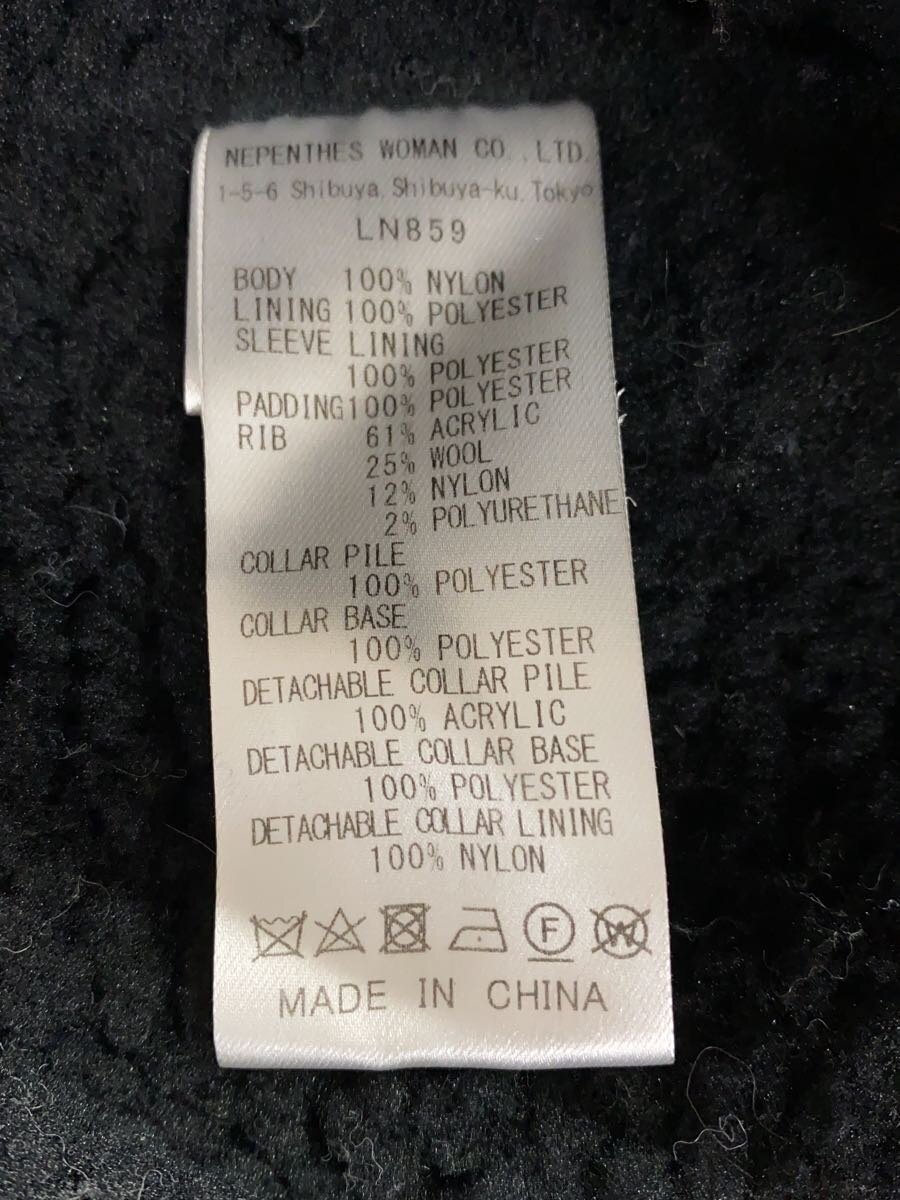 NEPENTHES WOMAN CO.,LTD.
1-5-6 Shibuya, Shibuya-ku, Tokyo
LN859
BODY 100% NYLON
LINING 100% POLYESTER
SLEEVE LINING
100% POLYESTER
PADDING 100% POLYESTER
RIB 61% ACRYLIC
25% WOOL
12% NYLON
2% POLYURETHANE
COLLAR PILE
100% POLYESTER
COLLAR BASE
100% POLYESTER
DETACHABLE COLLAR PILE
100% ACRYLIC
DETACHABLE COLLAR BASE
100% POLYESTER
DETACHABLE COLLAR LINING
100% NYLON
F W
MADE IN CHINA